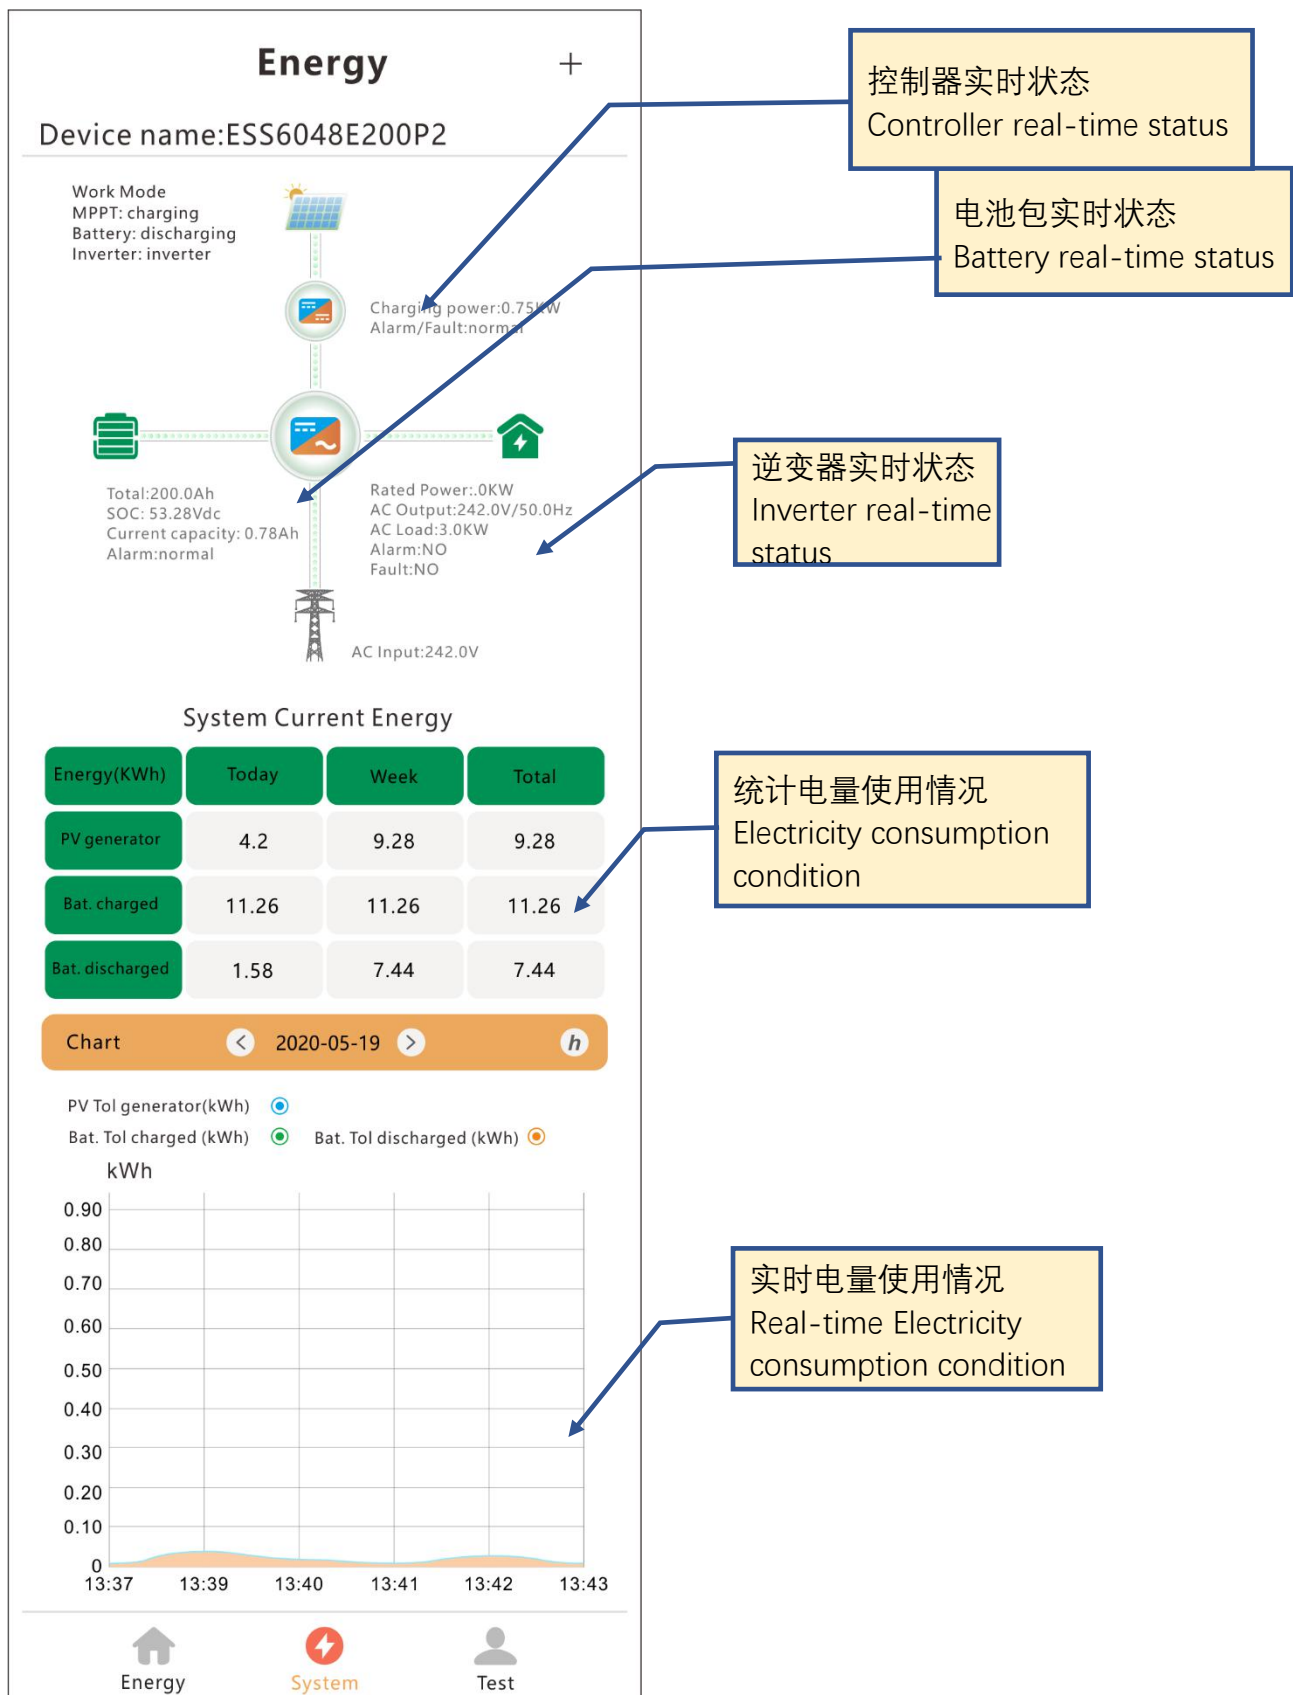 Energy
+
Device name:ESS6048E200P2
Work Mode
MPPT: charging
Battery: discharging
Inverter: inverter
Charging power:0.75KW
Alarm/Fault:normal
Total:200.0Ah
SOC: 53.28Vdc
Current capacity: 0.78Ah
Alarm:normal
Rated Power:.0KW
AC Output:242.0V/50.0Hz
AC Load:3.0KW
Alarm:NO
Fault:NO
AC Input:242.0V
System Current Energy
Energy(KWh) Today Week Total
PV generator 4.2 9.28 9.28
Bat. charged 11.26 11.26 11.26
Bat. discharged 1.58 7.44 7.44
Chart < 2020-05-19 > h
PV Tol generator(kWh)
Bat. Tol charged (kWh) Bat. Tol discharged (kWh)
kWh
0.90
0.80
0.70
0.60
0.50
0.40
0.30
0.20
0.10
0
13:37 13:39 13:40 13:41 13:42 13:43
Energy System Test
控制器实时状态
Controller real-time status
电池包实时状态
Battery real-time status
逆变器实时状态
Inverter real-time
status
统计电量使用情况
Electricity consumption
condition
实时电量使用情况
Real-time Electricity
consumption condition